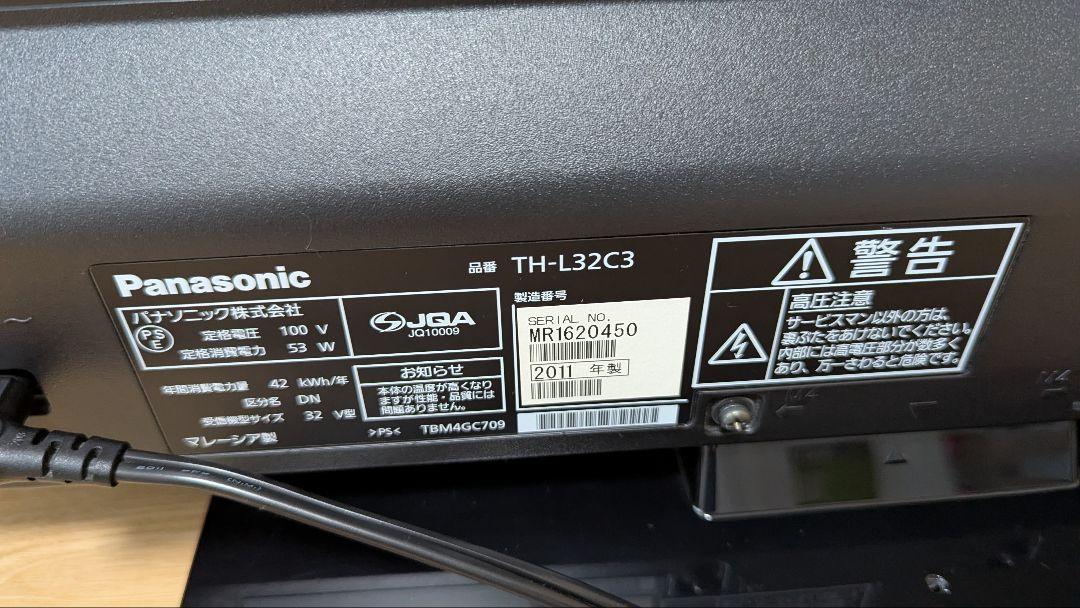 Panasonic
パナソニック株式会社
PS
E
定格電圧 100 V
定格消費電力 53 W
JQA
JQ10009
年間消費電力量 42 kWh/年
区分名 DN
受信機型サイズ 32 V型
マレーシア製
お知らせ
本体の温度が高くなり
ますが性能・品質には
問題ありません。
>PS< TBM4GC709
品番 TH-L32C3
製造番号
SERIAL NO.
MR1620450
2011 年製
警告
高圧注意
サービスマン以外の方は、
裏ぶたをあけないでください。
内部には高電圧部分が数多く
あり、万一さわると危険です。
M4